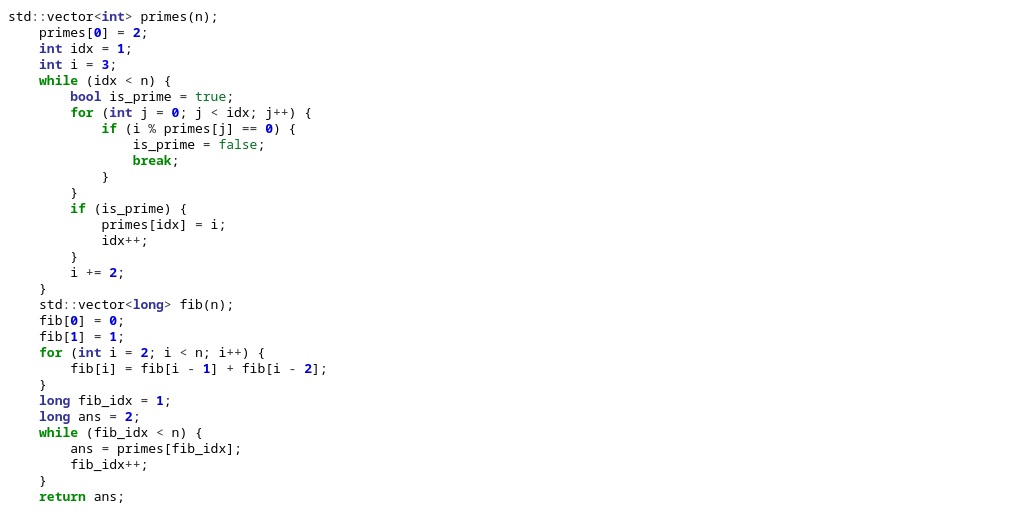 std::vector<int> primes(n);
    primes[0] = 2;
    int idx = 1;
    int i = 3;
    while (idx < n) {
        bool is_prime = true;
        for (int j = 0; j < idx; j++) {
            if (i % primes[j] == 0) {
                is_prime = false;
                break;
            }
        }
        if (is_prime) {
            primes[idx] = i;
            idx++;
        }
        i += 2;
    }
    std::vector<long> fib(n);
    fib[0] = 0;
    fib[1] = 1;
    for (int i = 2; i < n; i++) {
        fib[i] = fib[i - 1] + fib[i - 2];
    }
    long fib_idx = 1;
    long ans = 2;
    while (fib_idx < n) {
        ans = primes[fib_idx];
        fib_idx++;
    }
    return ans;